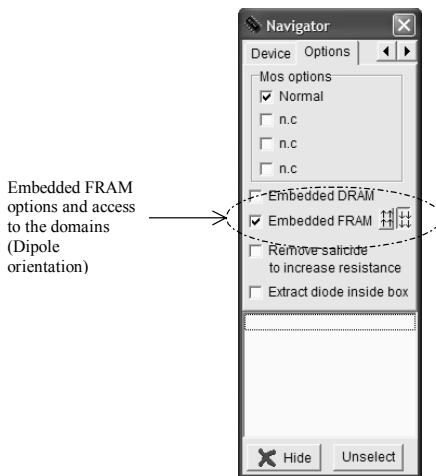 Navigator
Device Options
Mos options
Normal
n.c
n.c
n.c
Embedded DRAM
Embedded FRAM
Remove salicide
to increase resistance
Extract diode inside box
Hide Unselect
Embedded FRAM
options and access
to the domains
(Dipole
orientation)